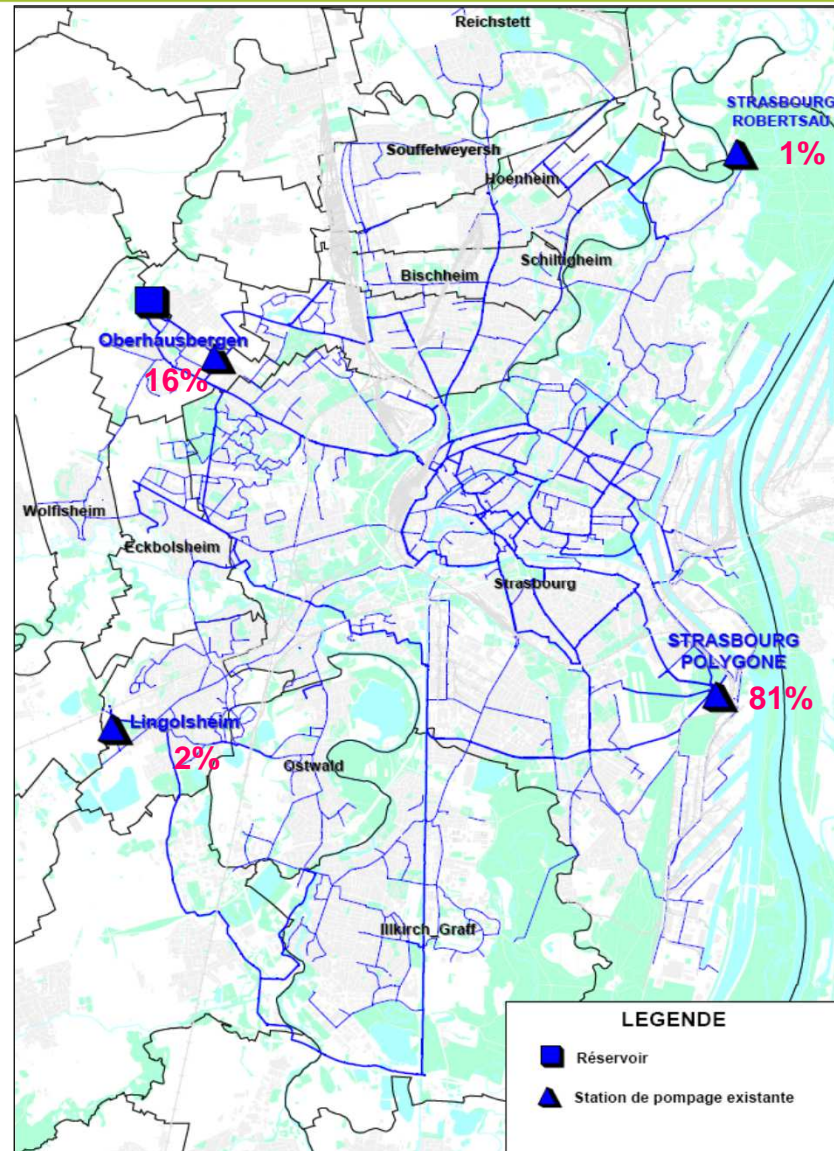 Reichstett
STRASBOURG
ROBERTSAU
1%
Souffelweyersh
Hoenheim
Schiltigheim
Bischheim
Oberhausbergen
16%
Wolfisheim
Eckbolsheim
Strasbourg
STRASBOURG
POLYGONE
81%
Lingolsheim
2%
Ostwald
Illkirch_Graff
LEGENDE
Réservoir
Station de pompage existante